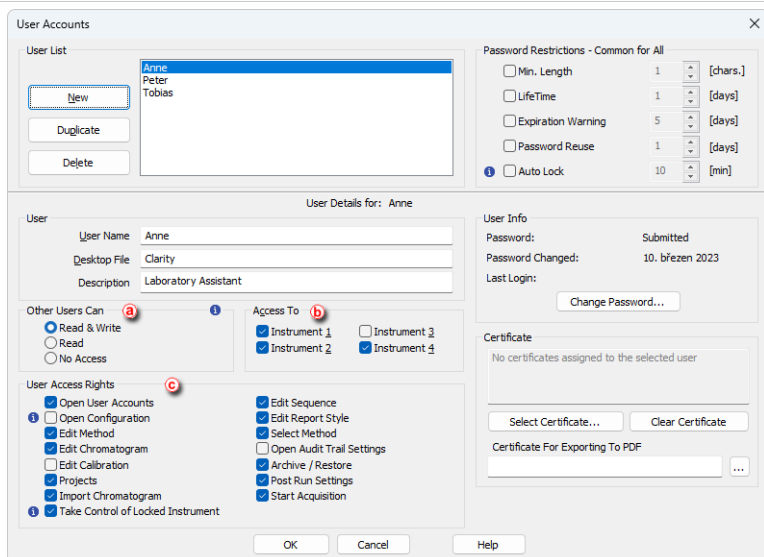 User Accounts
User List
Anne
Peter
Tobias
New
Duplicate
Delete
Password Restrictions - Common for All
Min. Length 1 [chars.]
LifeTime 1 [days]
Expiration Warning 5 [days]
Password Reuse 1 [days]
i Auto Lock 10 [min]
User Details for: Anne
User
User Name Anne
Desktop File Clarity
Description Laboratory Assistant
User Info
Password: Submitted
Password Changed: 10. březen 2023
Last Login:
Change Password...
Other Users Can a i
Read & Write
Read
No Access
Access To b
Instrument 1 Instrument 3
Instrument 2 Instrument 4
Certificate
No certificates assigned to the selected user
Select Certificate... Clear Certificate
Certificate For Exporting To PDF
...
User Access Rights c
Open User Accounts Edit Sequence
i Open Configuration Edit Report Style
Edit Method Select Method
Edit Chromatogram Open Audit Trail Settings
Edit Calibration Archive / Restore
Projects Post Run Settings
Import Chromatogram Start Acquisition
i Take Control of Locked Instrument
OK Cancel Help